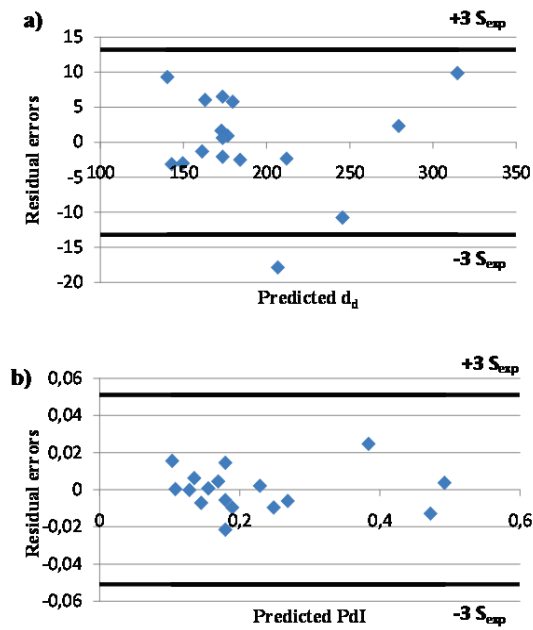 a)
+3 Sexp
15
10
5
0
-5
-10
-15
-20
100 150 200 250 300 350
Residual errors
-3 Sexp
Predicted dd
b)
+3 Sexp
0,06
0,04
0,02
0
-0,02
-0,04
-0,06
0 0,2 0,4 0,6
Residual errors
Predicted PdI
-3 Sexp